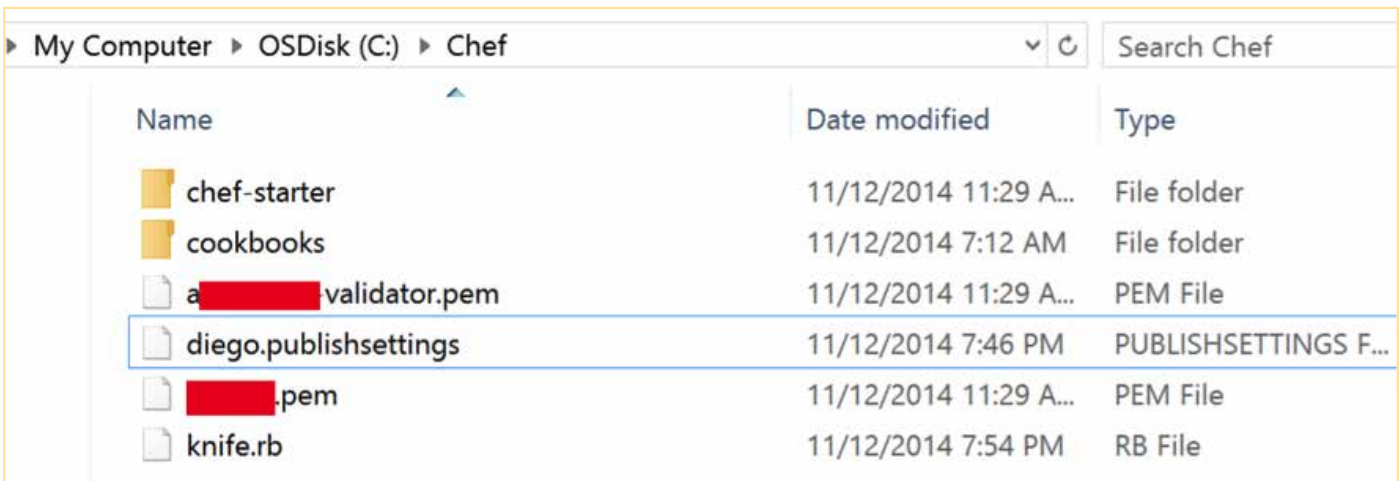 My Computer OSDisk (C:) Chef Search Chef
Name Date modified Type
chef-starter 11/12/2014 11:29 A... File folder
cookbooks 11/12/2014 7:12 AM File folder
a -validator.pem 11/12/2014 11:29 A... PEM File
diego.publishsettings 11/12/2014 7:46 PM PUBLISHSETTINGS F...
.pem 11/12/2014 11:29 A... PEM File
knife.rb 11/12/2014 7:54 PM RB File